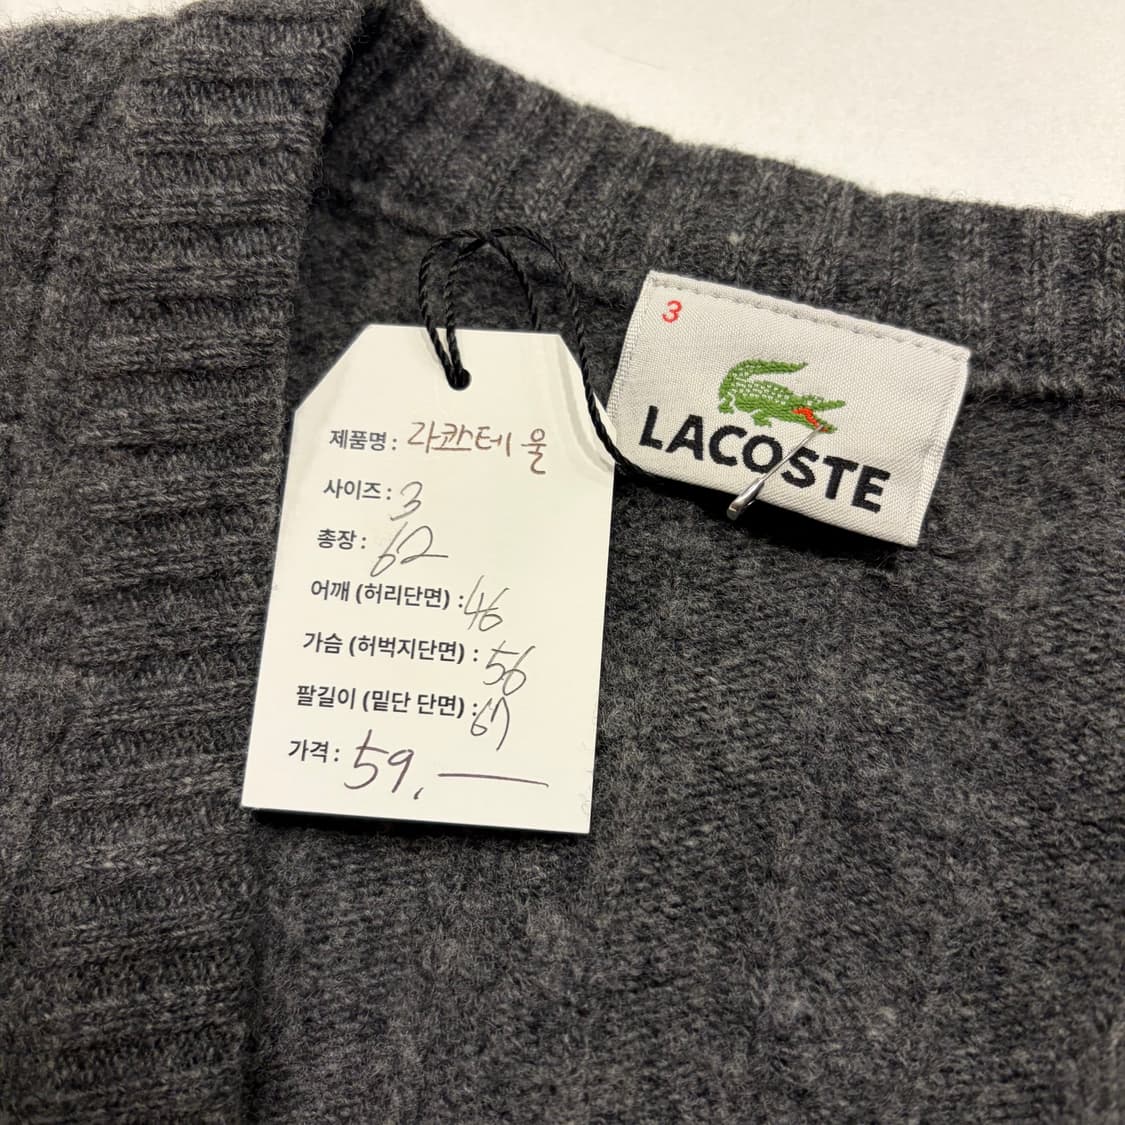 제품명 : 라코스테 울
사이즈 : 3
총장 : 62
어깨 (허리단면) : 46
가슴 (허벅지단면) : 56
팔길이 (밑단 단면) : 67
가격 : 59,—
3
LACOSTE